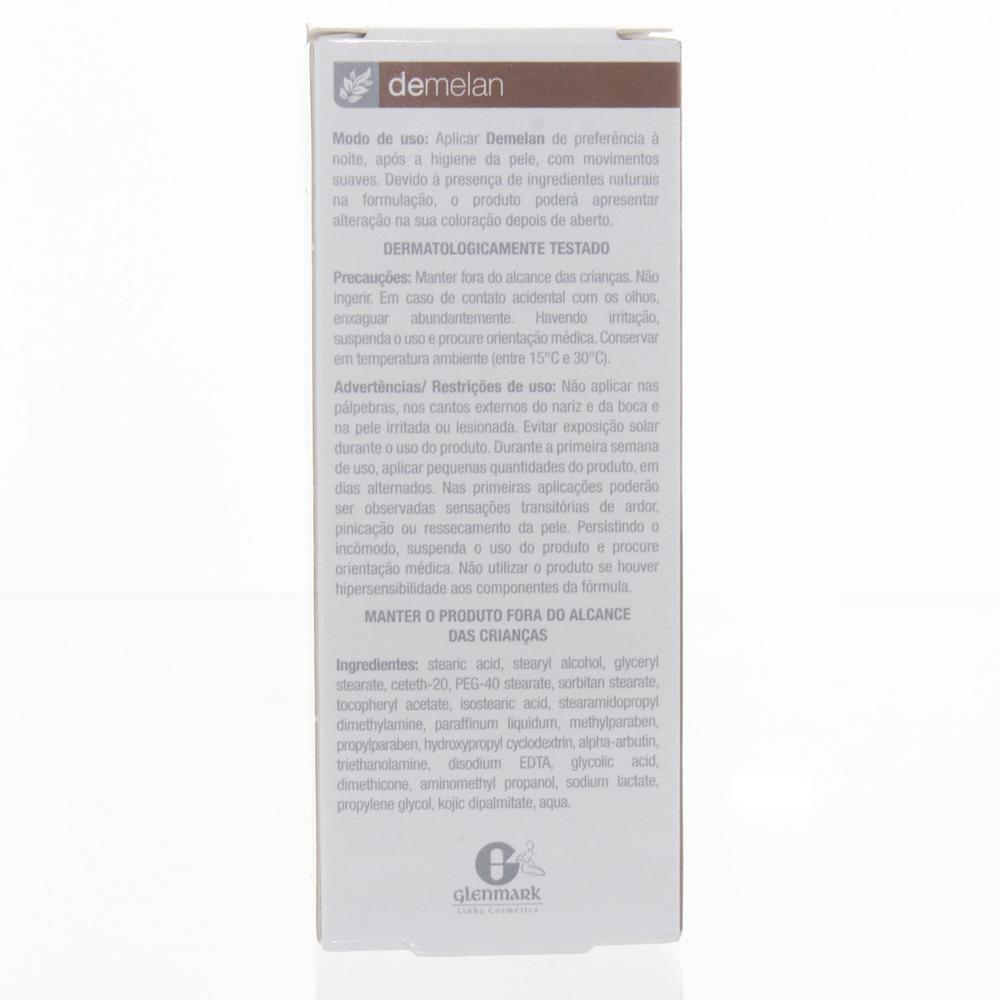 demelan
Modo de uso: Aplicar Demelan de preferência à
noite, após a higiene da pele, com movimentos
suaves. Devido à presença de ingredientes naturais
na formulação, o produto poderá apresentar
alteração na sua coloração depois de aberto.
DERMATOLOGICAMENTE TESTADO
Precauções: Manter fora do alcance das crianças. Não
ingerir. Em caso de contato acidental com os olhos,
enxaguar abundantemente. Havendo irritação,
suspenda o uso e procure orientação médica. Conservar
em temperatura ambiente (entre 15°C e 30°C).
Advertências/ Restrições de uso: Não aplicar nas
pálpebras, nos cantos externos do nariz e da boca e
na pele irritada ou lesionada. Evitar exposição solar
durante o uso do produto. Durante a primeira semana
de uso, aplicar pequenas quantidades do produto, em
dias alternados. Nas primeiras aplicações poderão
ser observadas sensações transitórias de ardor,
pinicação ou ressecamento da pele. Persistindo o
incômodo, suspenda o uso do produto e procure
orientação médica. Não utilizar o produto se houver
hipersensibilidade aos componentes da fórmula.
MANTER O PRODUTO FORA DO ALCANCE
DAS CRIANÇAS
Ingredientes: stearic acid, stearyl alcohol, glyceryl
stearate, ceteth-20, PEG-40 stearate, sorbitan stearate,
tocopheryl acetate, isostearic acid, stearamidopropyl
dimethylamine, paraffinum liquidum, methylparaben,
propylparaben, hydroxypropyl cyclodextrin, alpha-arbutin,
triethanolamine, disodium EDTA, glycolic acid,
dimethicone, aminomethyl propanol, sodium lactate,
propylene glycol, kojic dipalmitate, aqua.
G
glenmark
Linha Cosmética